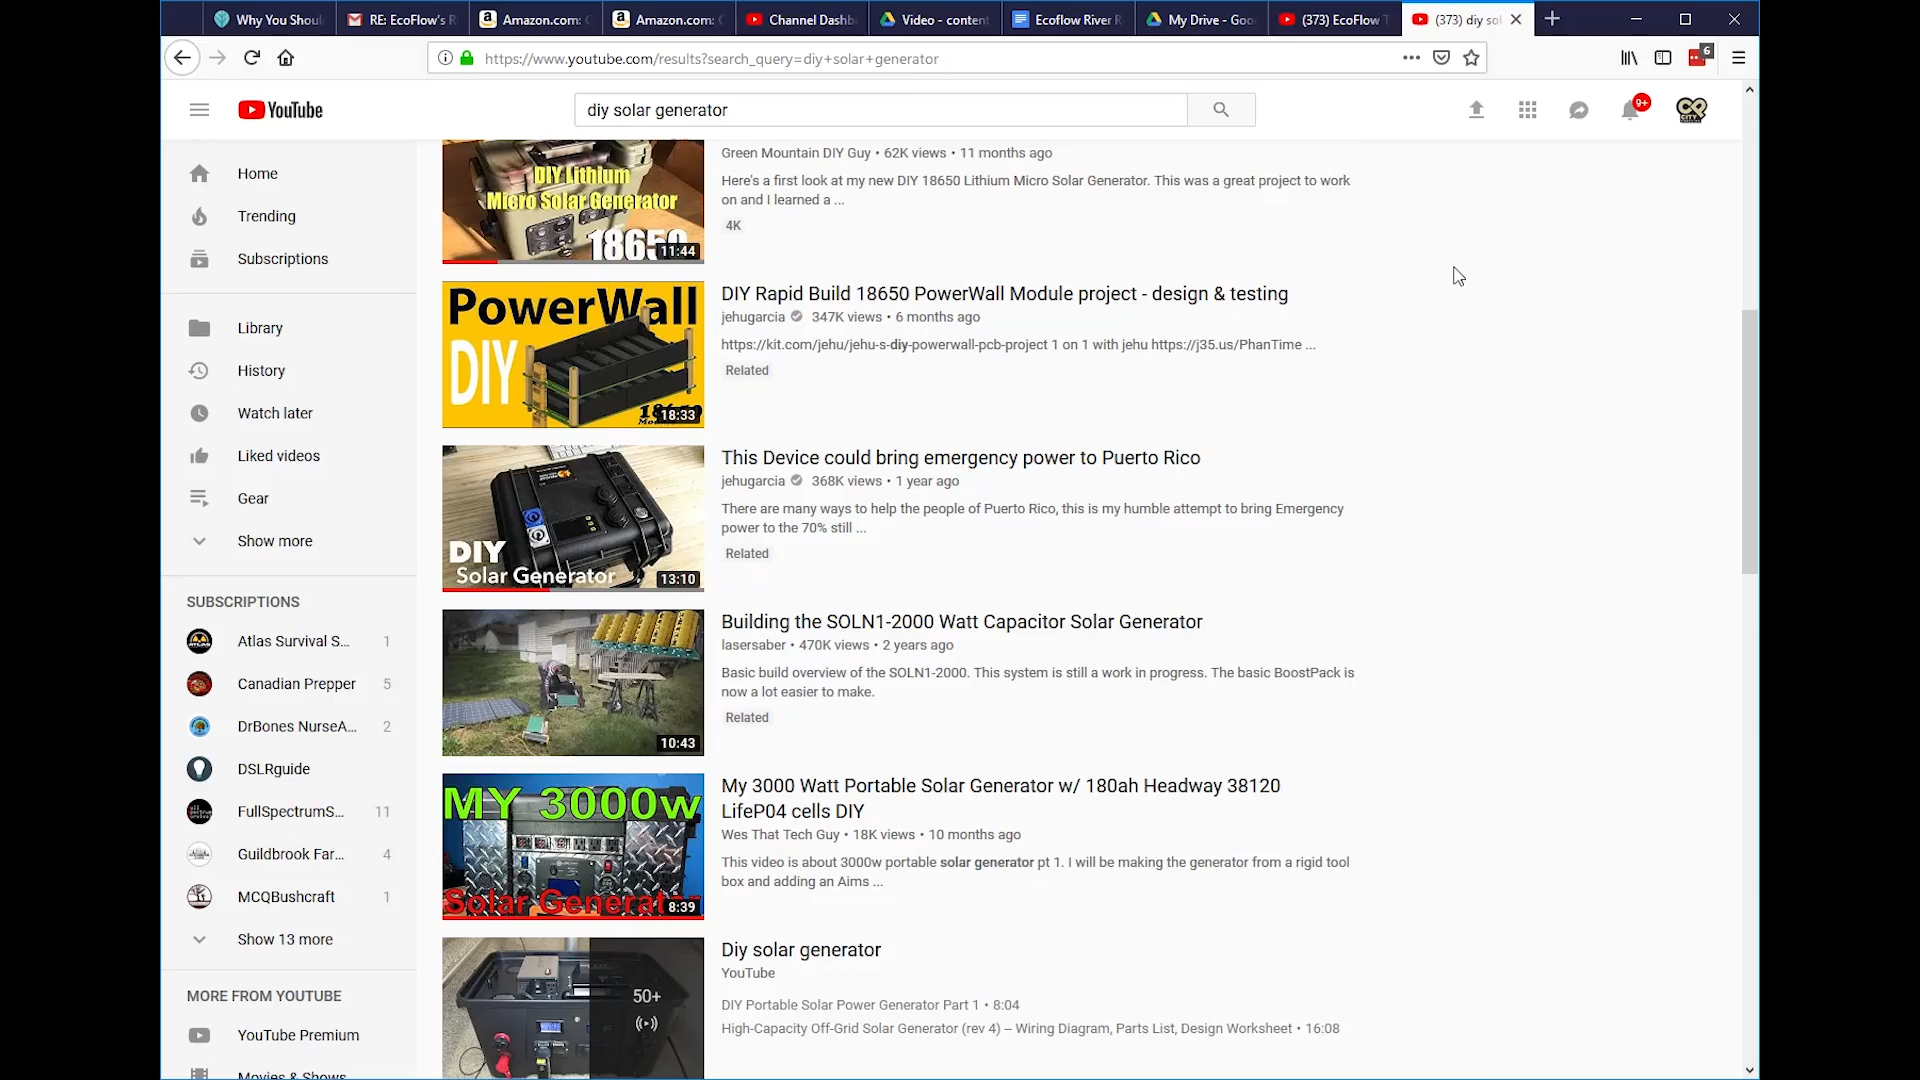 Why You Shoul
RE: EcoFlow's R
Amazon.com: C
Amazon.com: C
Channel Dashb
Video - content
Ecoflow River R
My Drive - Goo
(373) EcoFlow T
(373) diy sol
https://www.youtube.com/results?search_query=diy+solar+generator
6
YouTube
diy solar generator
9+
Home
Trending
Subscriptions
Library
History
Watch later
Liked videos
Gear
Show more
SUBSCRIPTIONS
Atlas Survival S... 1
Canadian Prepper 5
DrBones NurseA... 2
DSLRguide
FullSpectrumS... 11
Guildbrook Far... 4
MCQBushcraft 1
Show 13 more
MORE FROM YOUTUBE
YouTube Premium
Movies & Shows
DIY Lithium
Micro Solar Generator
18650
11:44
Green Mountain DIY Guy • 62K views • 11 months ago
Here's a first look at my new DIY 18650 Lithium Micro Solar Generator. This was a great project to work
on and I learned a ...
4K
PowerWall
DIY
18:33
DIY Rapid Build 18650 PowerWall Module project - design & testing
jehugarcia 347K views • 6 months ago
https://kit.com/jehu/jehu-s-diy-powerwall-pcb-project 1 on 1 with jehu https://j35.us/PhanTime ...
Related
DIY
Solar Generator
13:10
This Device could bring emergency power to Puerto Rico
jehugarcia 368K views • 1 year ago
There are many ways to help the people of Puerto Rico, this is my humble attempt to bring Emergency
power to the 70% still ...
Related
10:43
Building the SOLN1-2000 Watt Capacitor Solar Generator
lasersaber • 470K views • 2 years ago
Basic build overview of the SOLN1-2000. This system is still a work in progress. The basic BoostPack is
now a lot easier to make.
Related
MY 3000w
Solar Generator
8:39
My 3000 Watt Portable Solar Generator w/ 180ah Headway 38120
LifeP04 cells DIY
Wes That Tech Guy • 18K views • 10 months ago
This video is about 3000w portable solar generator pt 1. I will be making the generator from a rigid tool
box and adding an Aims ...
50+
Diy solar generator
YouTube
DIY Portable Solar Power Generator Part 1 • 8:04
High-Capacity Off-Grid Solar Generator (rev 4) -- Wiring Diagram, Parts List, Design Worksheet • 16:08